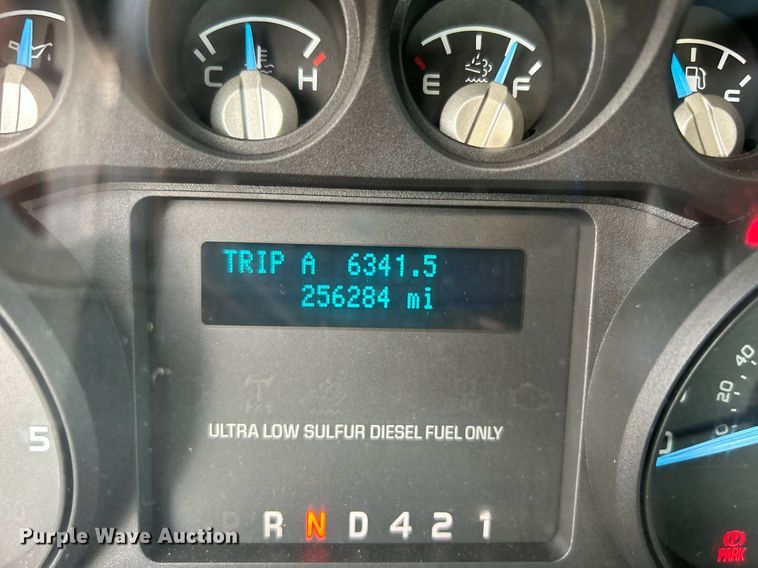 C H
E F
TRIP A 6341.5
256284 mi
40
20
5
ULTRA LOW SULFUR DIESEL FUEL ONLY
P R N D 4 2 1
PARK
Purple Wave Auction